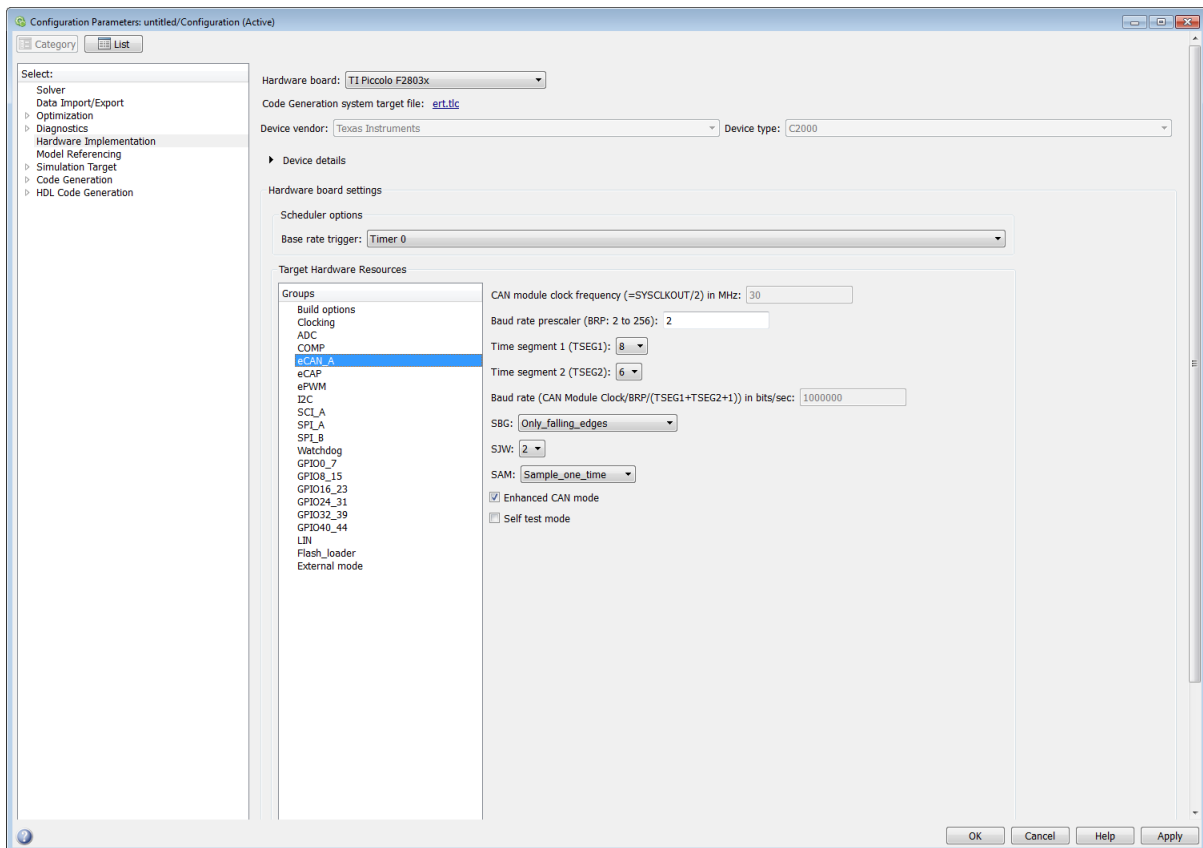 Configuration Parameters: untitled/Configuration (Active)
Category List
Select:
Solver
Data Import/Export
Optimization
Diagnostics
Hardware Implementation
Model Referencing
Simulation Target
Code Generation
HDL Code Generation
Hardware board: TI Piccolo F2803x
Code Generation system target file: ert.tlc
Device vendor: Texas Instruments Device type: C2000
Device details
Hardware board settings
Scheduler options
Base rate trigger: Timer 0
Target Hardware Resources
Groups
Build options
Clocking
ADC
COMP
eCAN_A
eCAP
ePWM
I2C
SCI_A
SPI_A
SPI_B
Watchdog
GPIO0_7
GPIO8_15
GPIO16_23
GPIO24_31
GPIO32_39
GPIO40_44
LIN
Flash_loader
External mode
CAN module clock frequency (=SYSCLKOUT/2) in MHz: 30
Baud rate prescaler (BRP: 2 to 256): 2
Time segment 1 (TSEG1): 8
Time segment 2 (TSEG2): 6
Baud rate (CAN Module Clock/BRP/(TSEG1+TSEG2+1)) in bits/sec: 1000000
SBG: Only_falling_edges
SJW: 2
SAM: Sample_one_time
Enhanced CAN mode
Self test mode
OK Cancel Help Apply